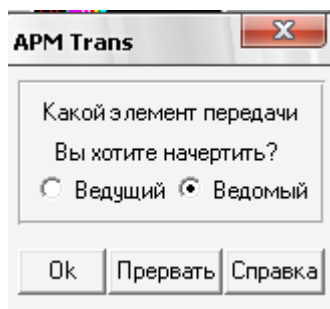 APM Trans
Какой элемент передачи
Вы хотите начертить?
Ведущий Ведомый
Ok Прервать Справка